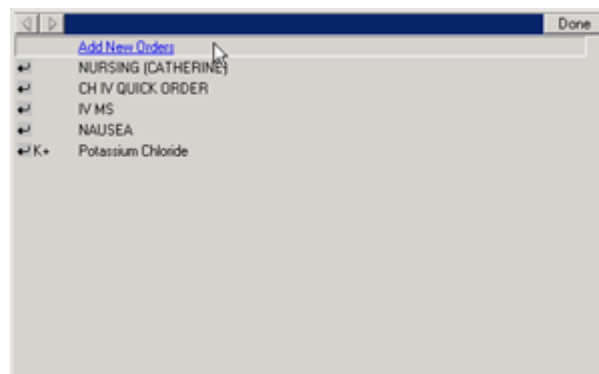 Done
Add New Orders
NURSING (CATHERINE)
CH IV QUICK ORDER
IV MS
NAUSEA
K+ Potassium Chloride